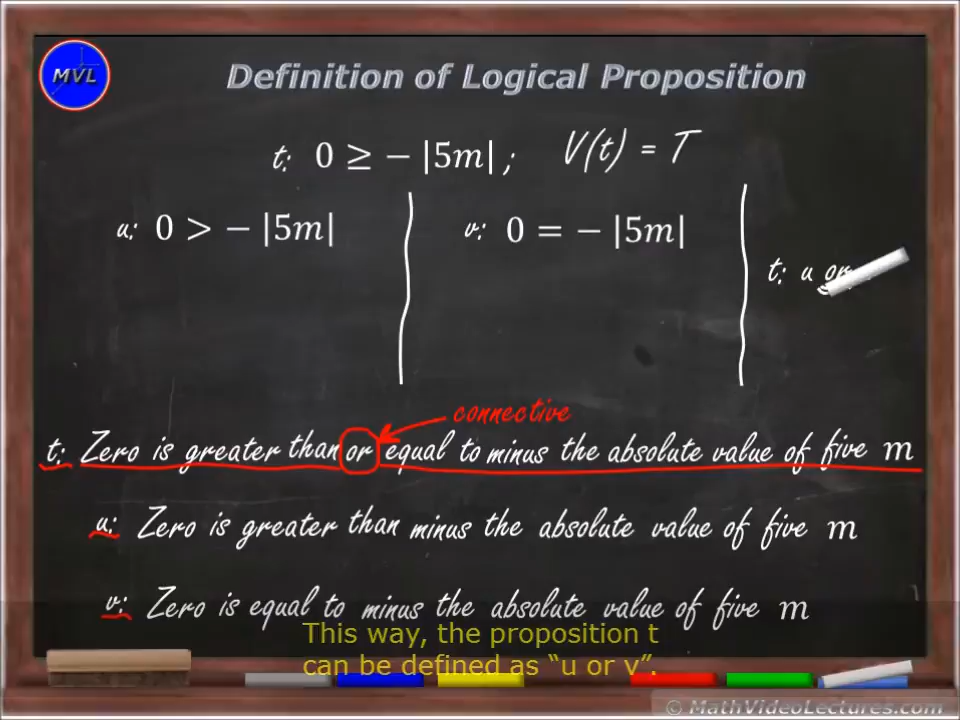 MVL
Definition of Logical Proposition
t: 0 ≥ − |5m| ; V(t) = T
u: 0 > − |5m|
v: 0 = − |5m|
t: u or
connective
t: Zero is greater than or equal to minus the absolute value of five m
u: Zero is greater than minus the absolute value of five m
v: Zero is equal to minus the absolute value of five m
This way, the proposition t
can be defined as “u or v”.
© MathVideoLectures.com